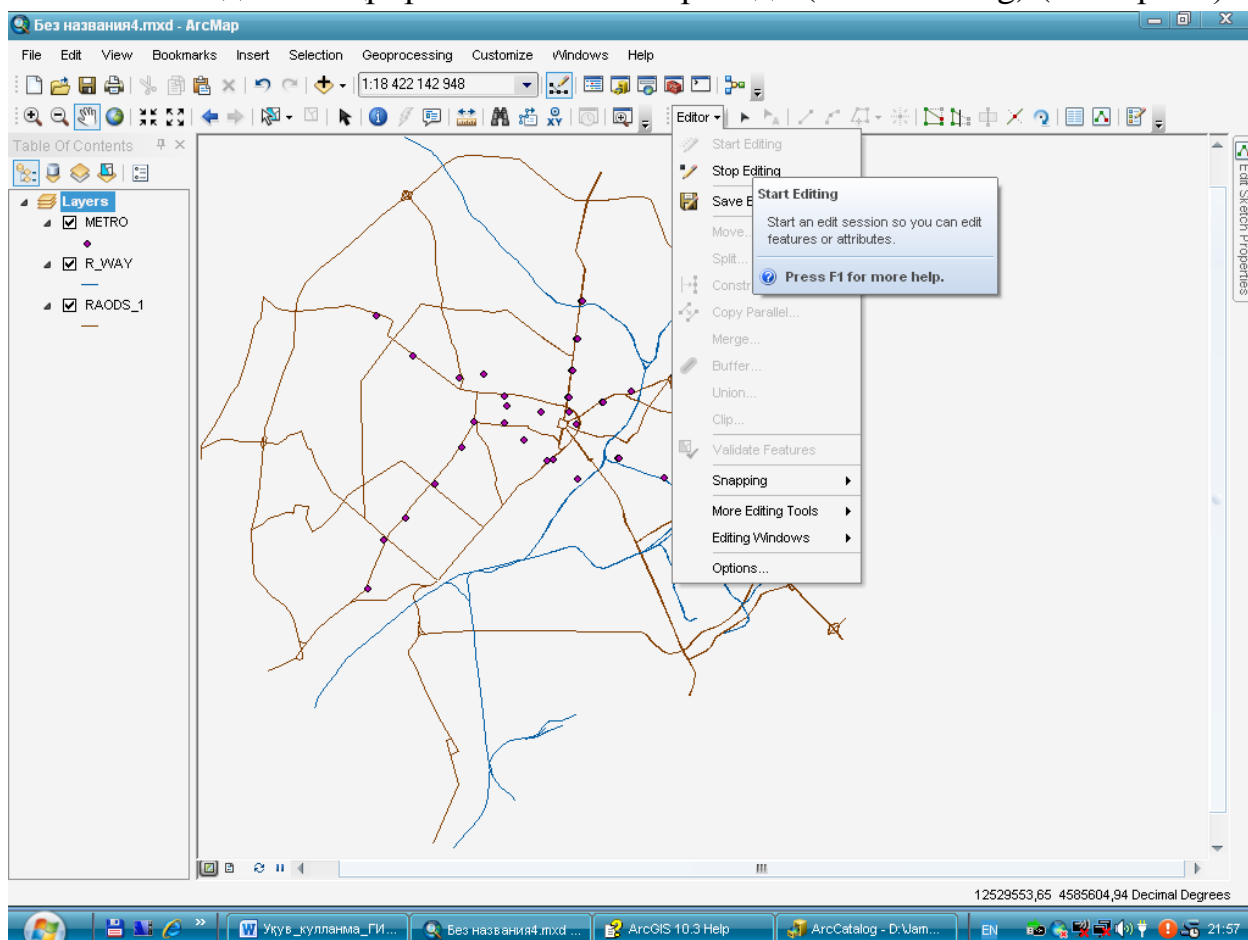 Без названия4.mxd - ArcMap
File Edit View Bookmarks Insert Selection Geoprocessing Customize Windows Help
1:18 422 142 948
Editor
Table Of Contents
Layers
METRO
R_WAY
RAODS_1
Start Editing
Stop Editing
Save E
Move...
Split...
Constr
Copy Parallel...
Merge...
Buffer...
Union...
Clip...
Validate Features
Snapping
More Editing Tools
Editing Windows
Options...
Start Editing
Start an edit session so you can edit
features or attributes.
Press F1 for more help.
Edit Sketch Properties
12529553,65 4585604,94 Decimal Degrees
Уқув_кулланма_ГИ... Без названия4.mxd ... ArcGIS 10.3 Help ArcCatalog - D:\Jam... EN 21:57